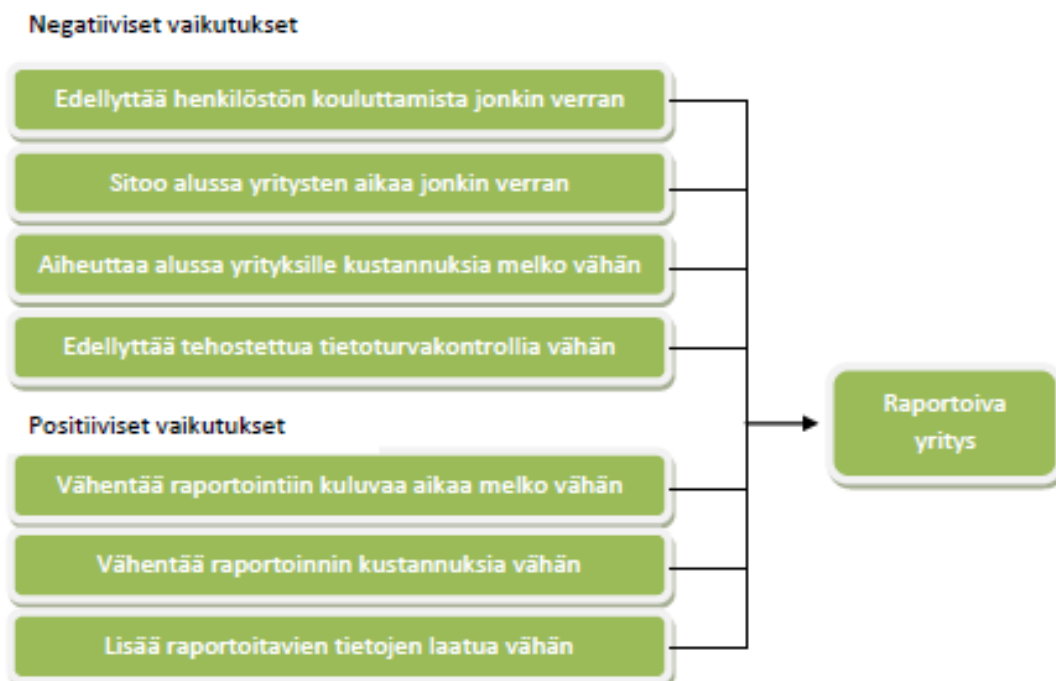 Negatiiviset vaikutukset
Edellyttää henkilöstön kouluttamista jonkin verran
Sitoo alussa yritysten aikaa jonkin verran
Aiheuttaa alussa yrityksille kustannuksia melko vähän
Edellyttää tehostettua tietoturvakontrollia vähän
Positiiviset vaikutukset
Vähentää raportointiin kuluvaa aikaa melko vähän
Vähentää raportoinnin kustannuksia vähän
Lisää raportoitavien tietojen laatua vähän
Raportoiva
yritys